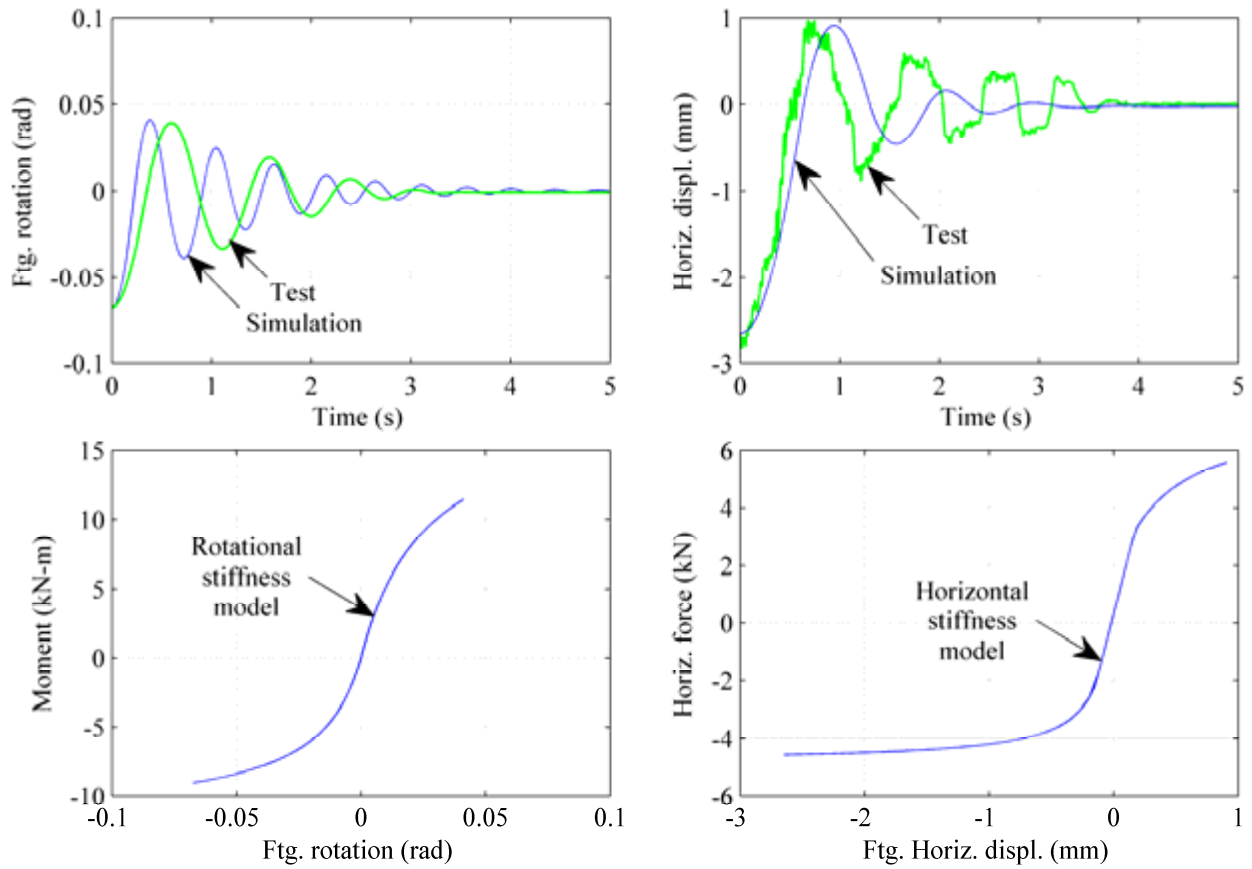 0.1
0.05
0
-0.05
-0.1
Ftg. rotation (rad)
Test
Simulation
0 1 2 3 4 5
Time (s)
1
0
-1
-2
-3
Horiz. displ. (mm)
Test
Simulation
0 1 2 3 4 5
Time (s)
15
10
5
0
-5
-10
Moment (kN-m)
Rotational
stiffness
model
-0.1 -0.05 0 0.05 0.1
Ftg. rotation (rad)
6
4
2
0
-2
-4
-6
Horiz. force (kN)
Horizontal
stiffness
model
-3 -2 -1 0 1
Ftg. Horiz. displ. (mm)